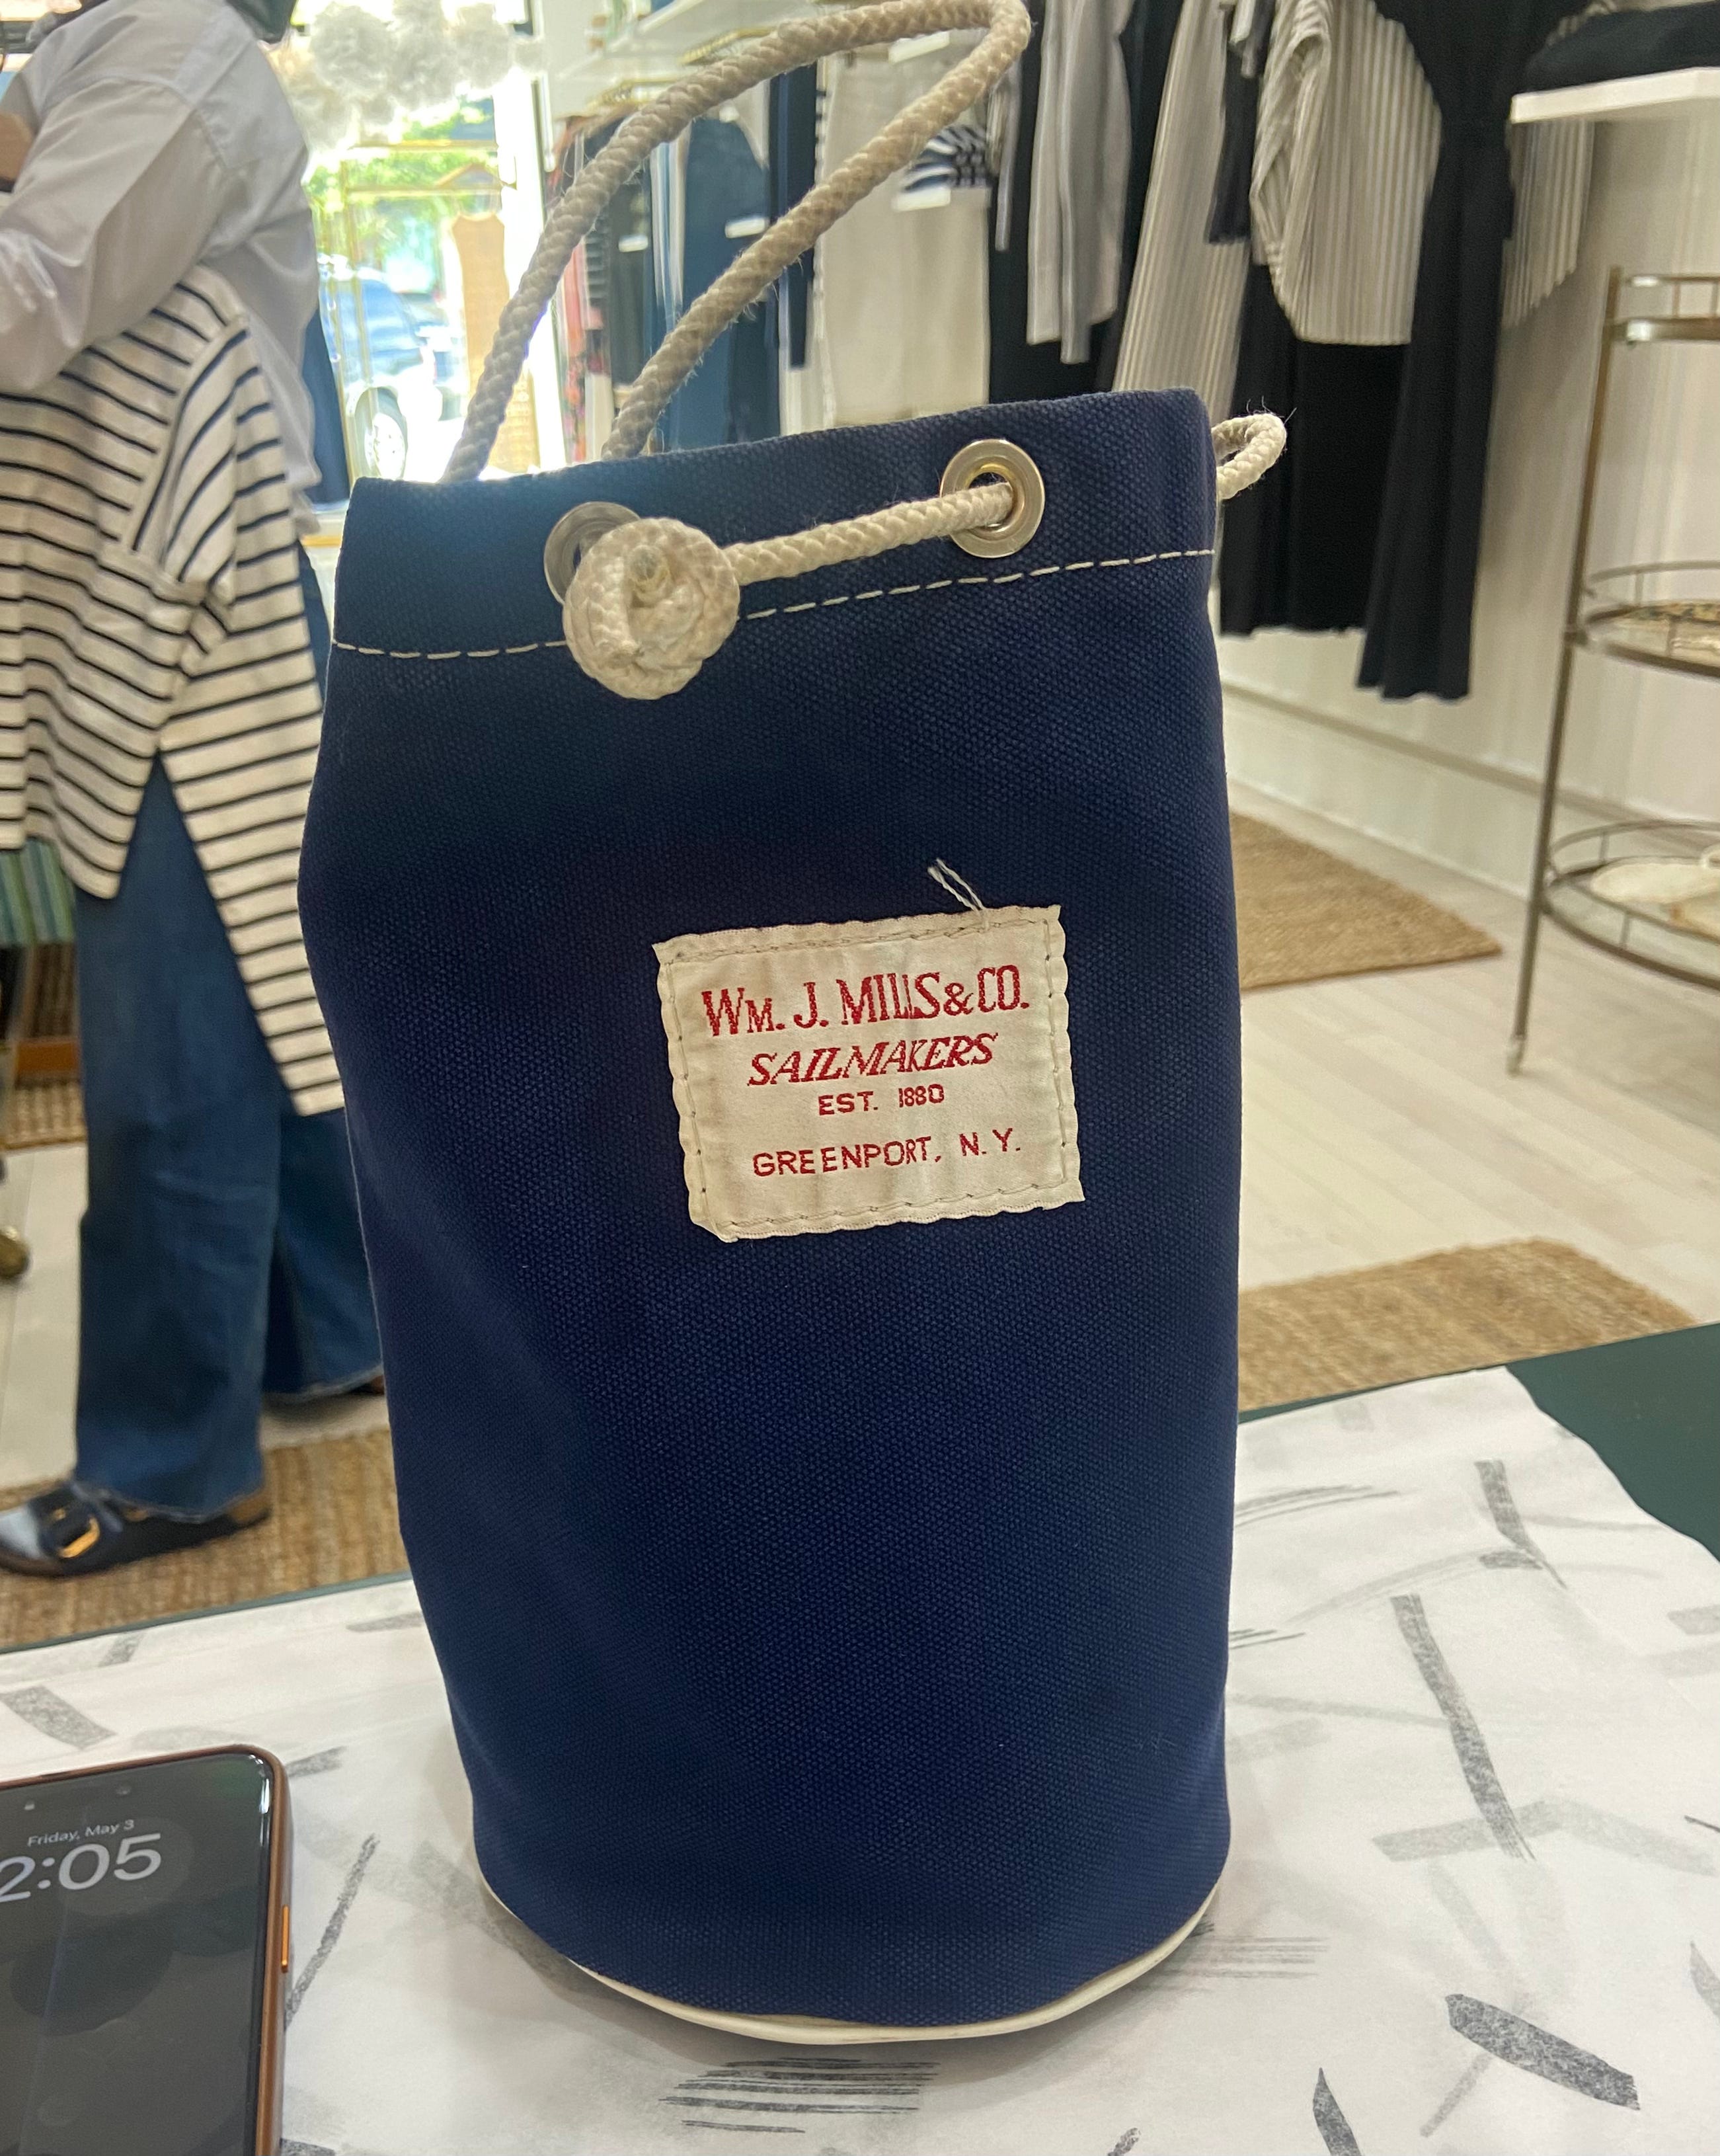 WM. J. MILLS & CO.
SAILMAKERS
EST. 1880
GREENPORT, N.Y.
Friday, May 3
2:05